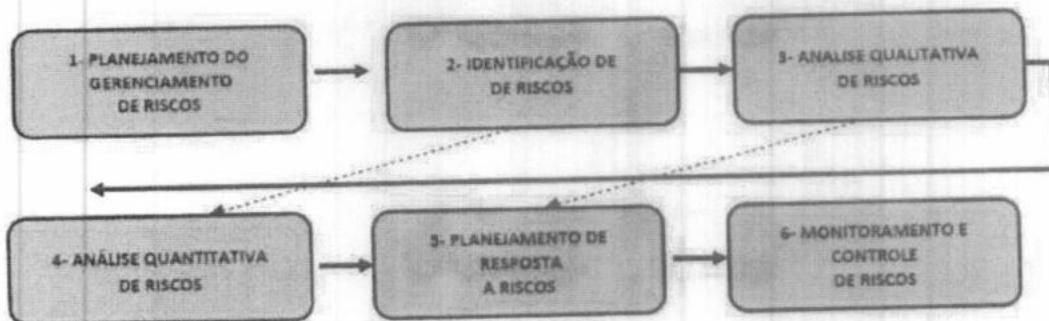 1- PLANEJAMENTO DO
GERENCIAMENTO
DE RISCOS
2- IDENTIFICAÇÃO DE
DE RISCOS
3- ANALISE QUALITATIVA
DE RISCOS
4- ANÁLISE QUANTITATIVA
DE RISCOS
5- PLANEJAMENTO DE
RESPOSTA
A RISCOS
6- MONITORAMENTO E
CONTROLE
DE RISCOS